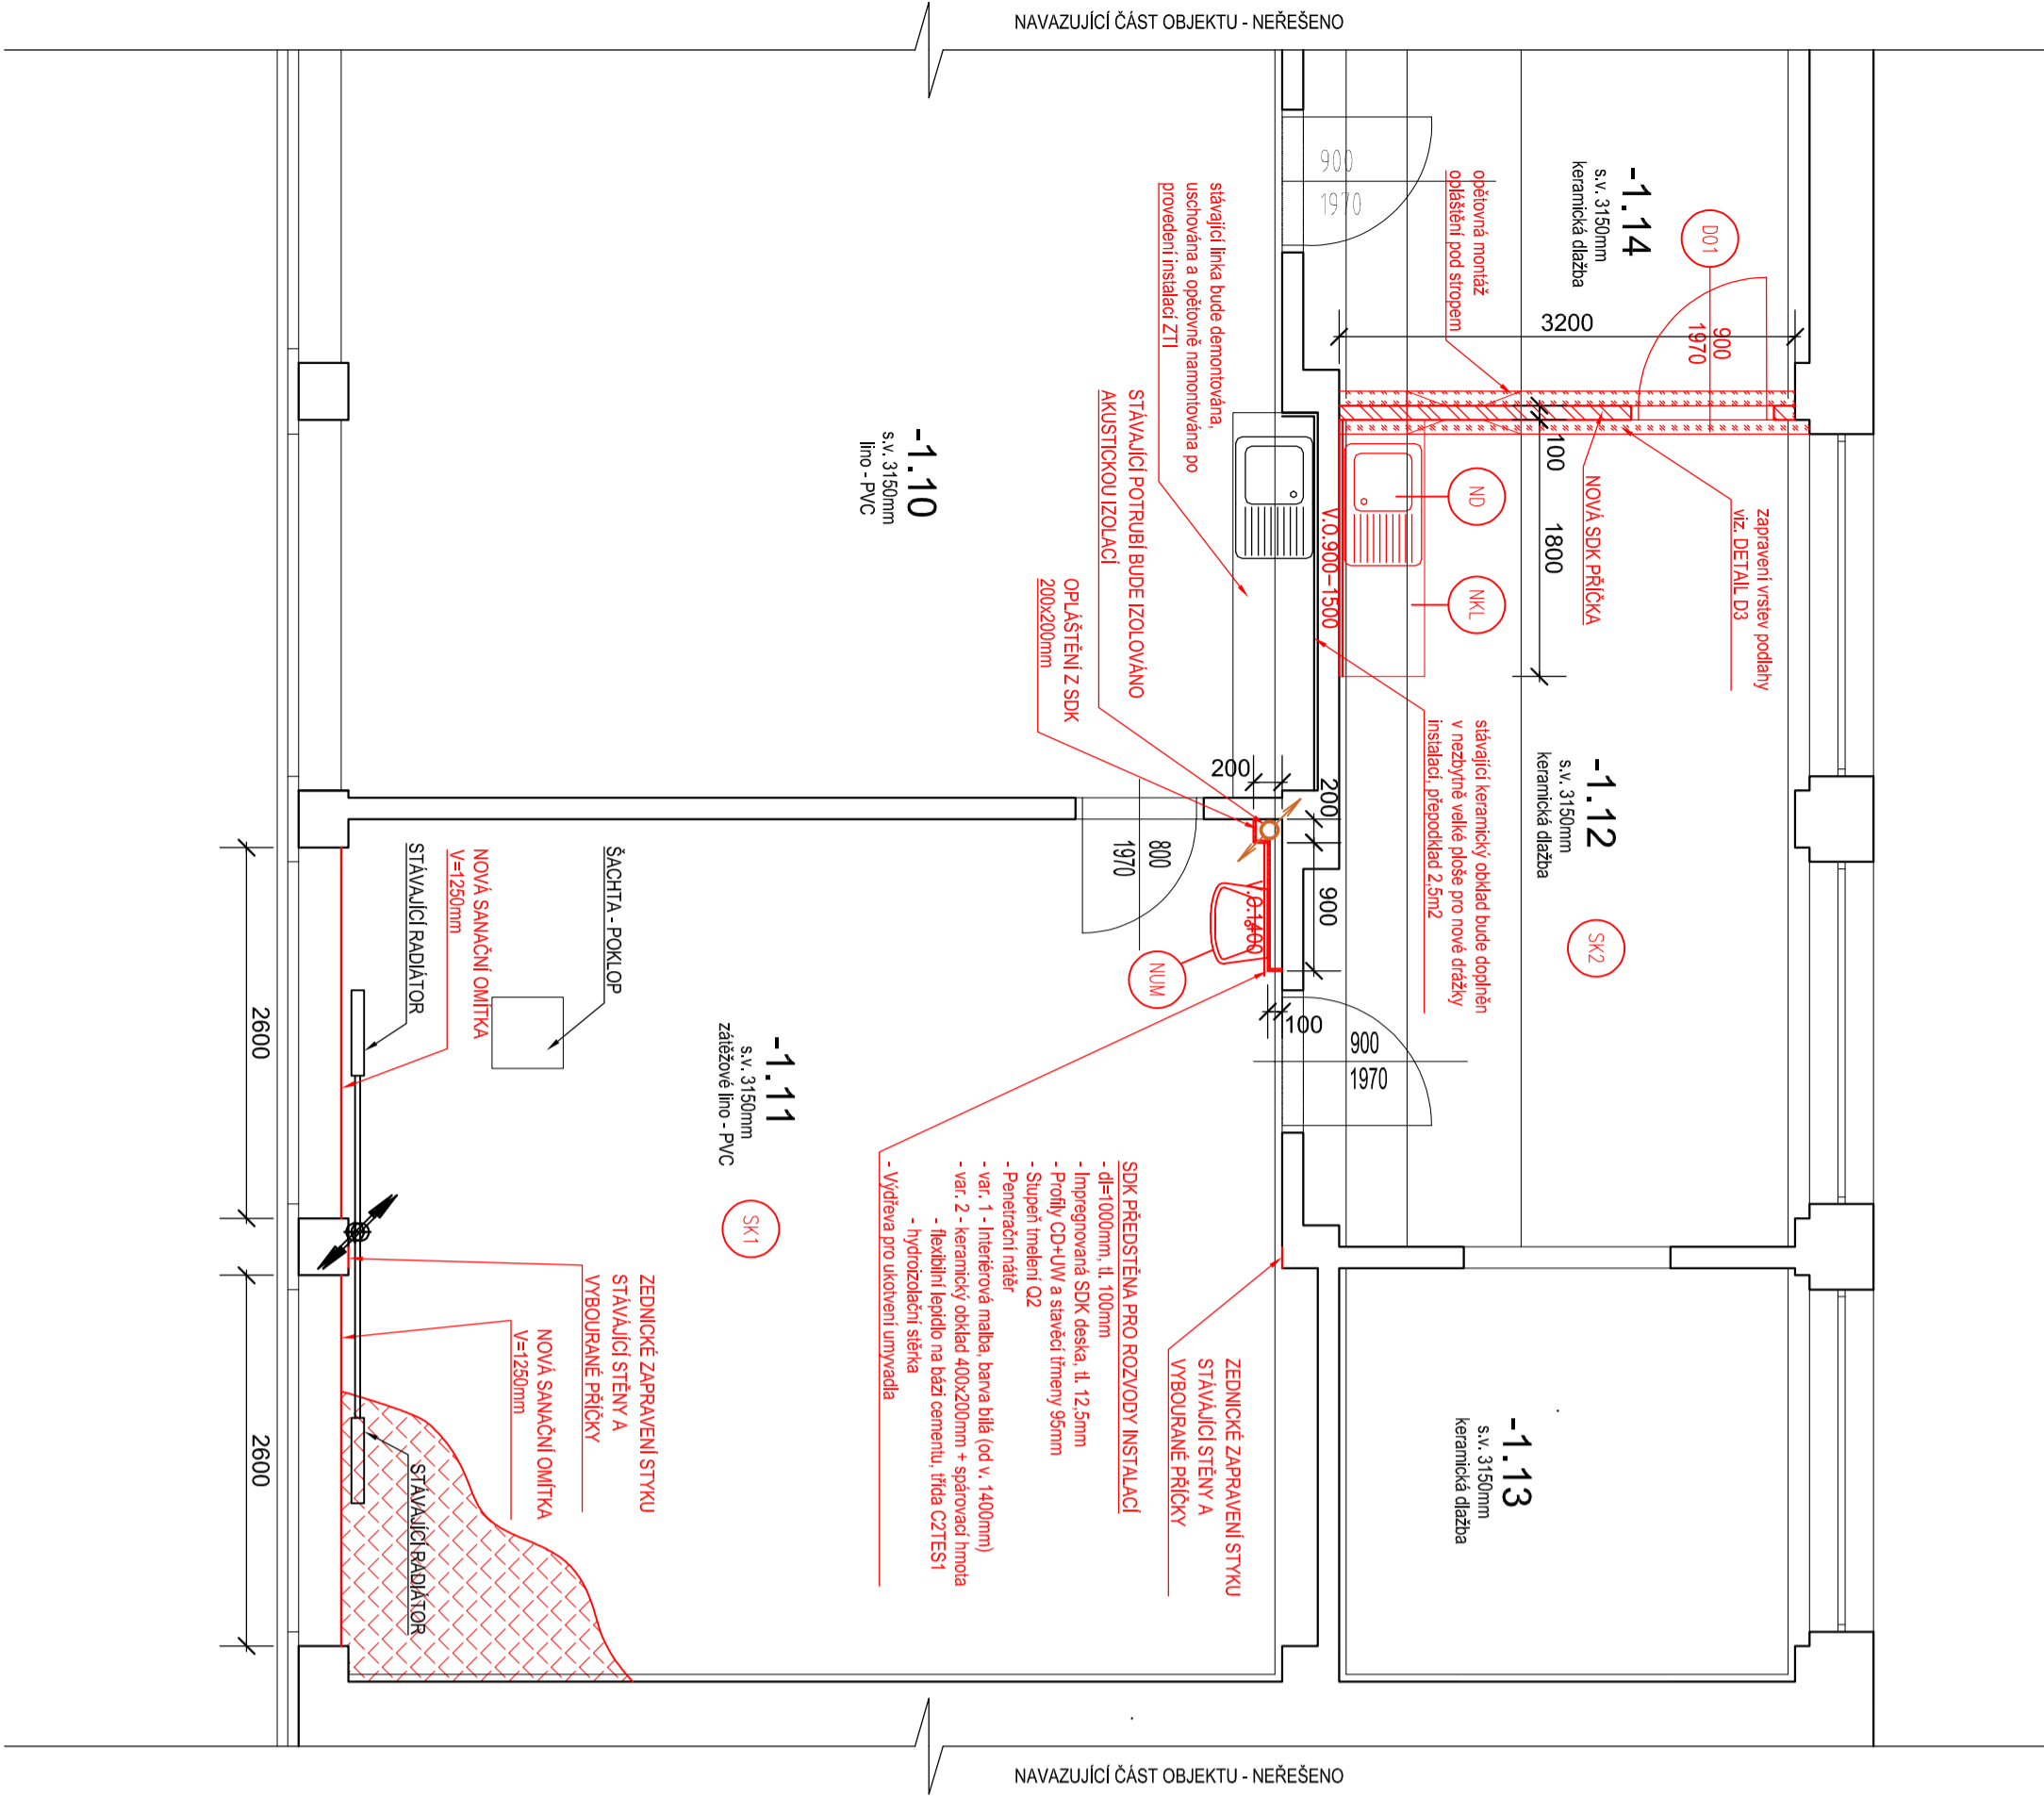 NAVAZUJÍCÍ ČÁST OBJEKTU - NEŘEŠENO
-1.14
s.v. 3150mm
keramická dlažba
D01
900
1970
900
1970
opětovná montáž
opláštění pod stropem
3200
100
1800
NOVÁ SDK PŘÍČKA
zapravení vrstev podlahy
viz. DETAIL D3
ND
NKL
V.O.900-1500
stávající linka bude demontována,
uschována a opětovně namontována po
provedení instalací ZTI
STÁVAJÍCÍ POTRUBÍ BUDE IZOLOVÁNO
AKUSTICKOU IZOLACÍ
OPLÁŠTĚNÍ Z SDK
200x200mm
-1.10
s.v. 3150mm
lino - PVC
stávající keramický obklad bude doplněn
v nezbytně velké ploše pro nové drážky
instalací, přepodklad 2,5m2
-1.12
s.v. 3150mm
keramická dlažba
SK2
200
200
900
100
800
1970
V.O.1400
NUM
900
1970
ŠACHTA - POKLOP
STÁVAJÍCÍ RADIÁTOR
NOVÁ SANAČNÍ OMÍTKA
V=1250mm
2600
-1.11
s.v. 3150mm
zátěžové lino - PVC
SK1
SDK PŘEDSTĚNA PRO ROZVODY INSTALACÍ
- dl=1000mm, tl. 100mm
- Impregnovaná SDK deska, tl. 12,5mm
- Profily CD+UW a stavěcí třmeny 95mm
- Stupeň tmelení Q2
- Penetrační nátěr
- var. 1 - Interiérová malba, barva bílá (od v. 1400mm)
- var. 2 - keramický obklad 400x200mm + spárovací hmota
- flexibilní lepidlo na bázi cementu, třída C2TES1
- hydroizolační stěrka
- Výdřeva pro ukotvení umyvadla
ZEDNICKÉ ZAPRAVENÍ STYKU
STÁVAJÍCÍ STĚNY A
VYBOURANÉ PŘÍČKY
-1.13
s.v. 3150mm
keramická dlažba
ZEDNICKÉ ZAPRAVENÍ STYKU
STÁVAJÍCÍ STĚNY A
VYBOURANÉ PŘÍČKY
NOVÁ SANAČNÍ OMÍTKA
V=1250mm
STÁVAJÍCÍ RADIÁTOR
2600
NAVAZUJÍCÍ ČÁST OBJEKTU - NEŘEŠENO